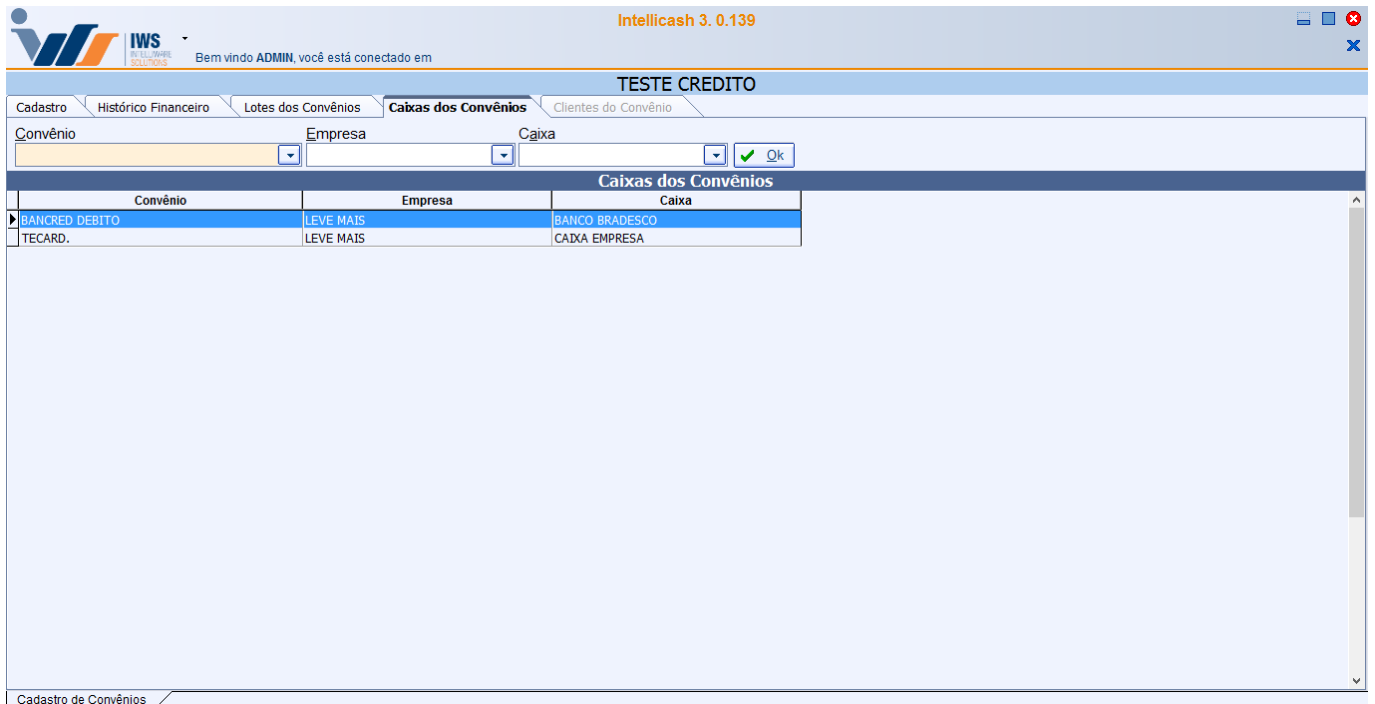 Intellicash 3. 0.139
IWS
INTELLIWARE
SOLUTIONS
Bem vindo ADMIN, você está conectado em
TESTE CREDITO
Cadastro Histórico Financeiro Lotes dos Convênios Caixas dos Convênios Clientes do Convênio
Convênio Empresa Caixa
Ok
Caixas dos Convênios
Convênio Empresa Caixa
BANCRED DEBITO LEVE MAIS BANCO BRADESCO
TECARD. LEVE MAIS CAIXA EMPRESA
Cadastro de Convênios